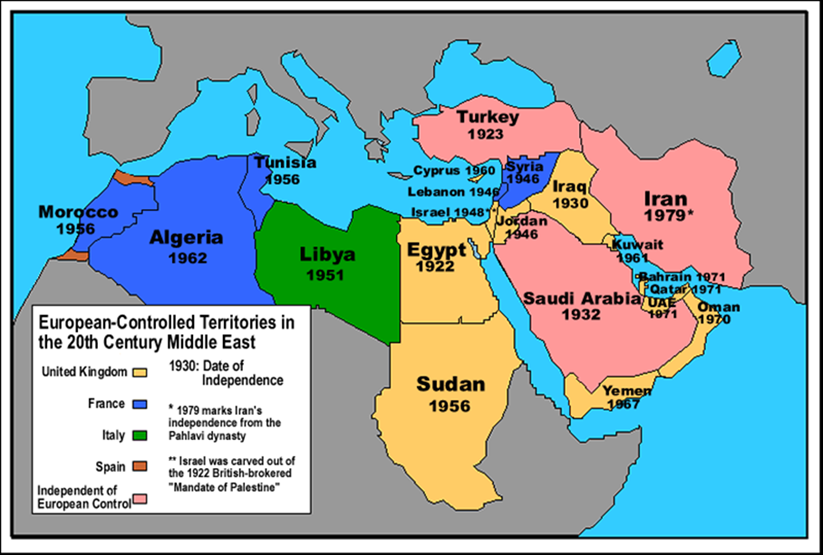 Turkey
1923
Tunisia
1956
Cyprus 1960
Syria
1946
Lebanon 1946
Iraq
1930
Iran
1979*
Morocco
1956
Israel 1948**
Jordan
1946
Algeria
1962
Libya
1951
Egypt
1922
Kuwait
1961
Bahrain 1971
Qatar 1971
Saudi Arabia
1932
UAE
1971
Oman
1970
Sudan
1956
Yemen
1967
European-Controlled Territories in
the 20th Century Middle East
United Kingdom
1930: Date of
Independence
France
* 1979 marks Iran's
independence from the
Pahlavi dynasty
Italy
Spain
** Israel was carved out of
the 1922 British-brokered
"Mandate of Palestine"
Independent of
European Control